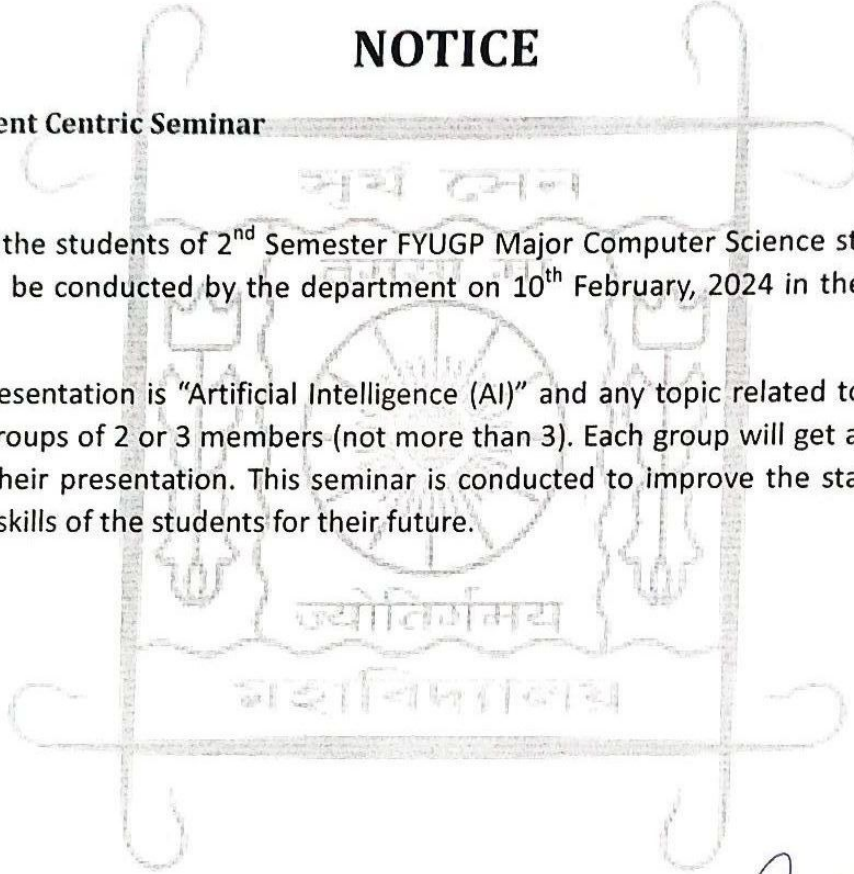 NOTICE
ent Centric Seminar
सूर्य
the students of 2nd Semester FYUGP Major Computer Science st
be conducted by the department on 10th February, 2024 in the
esentation is “Artificial Intelligence (AI)” and any topic related to
roups of 2 or 3 members (not more than 3). Each group will get a
heir presentation. This seminar is conducted to improve the sta
skills of the students for their future.
ज्योतिर्गमय
महाविद्यालय